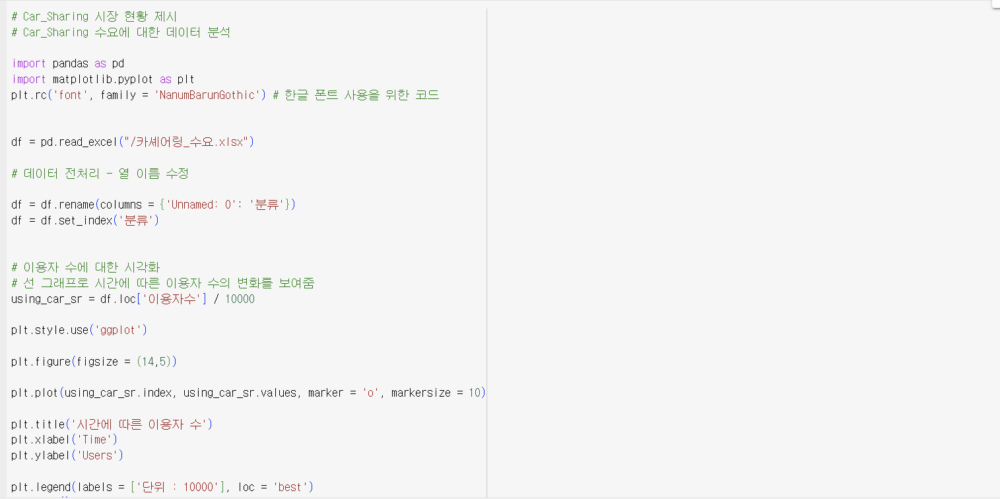 # Car_Sharing 시장 현황 제시
# Car_Sharing 수요에 대한 데이터 분석
import pandas as pd
import matplotlib.pyplot as plt
plt.rc('font', family = 'NanumBarunGothic') # 한글 폰트 사용을 위한 코드
df = pd.read_excel("/카셰어링_수요.xlsx")
# 데이터 전처리 - 열 이름 수정
df = df.rename(columns = {'Unnamed: 0': '분류'})
df = df.set_index('분류')
# 이용자 수에 대한 시각화
# 선 그래프로 시간에 따른 이용자 수의 변화를 보여줌
using_car_sr = df.loc['이용자수'] / 10000
plt.style.use('ggplot')
plt.figure(figsize = (14,5))
plt.plot(using_car_sr.index, using_car_sr.values, marker = 'o', markersize = 10)
plt.title('시간에 따른 이용자 수')
plt.xlabel('Time')
plt.ylabel('Users')
plt.legend(labels = ['단위 : 10000'], loc = 'best')